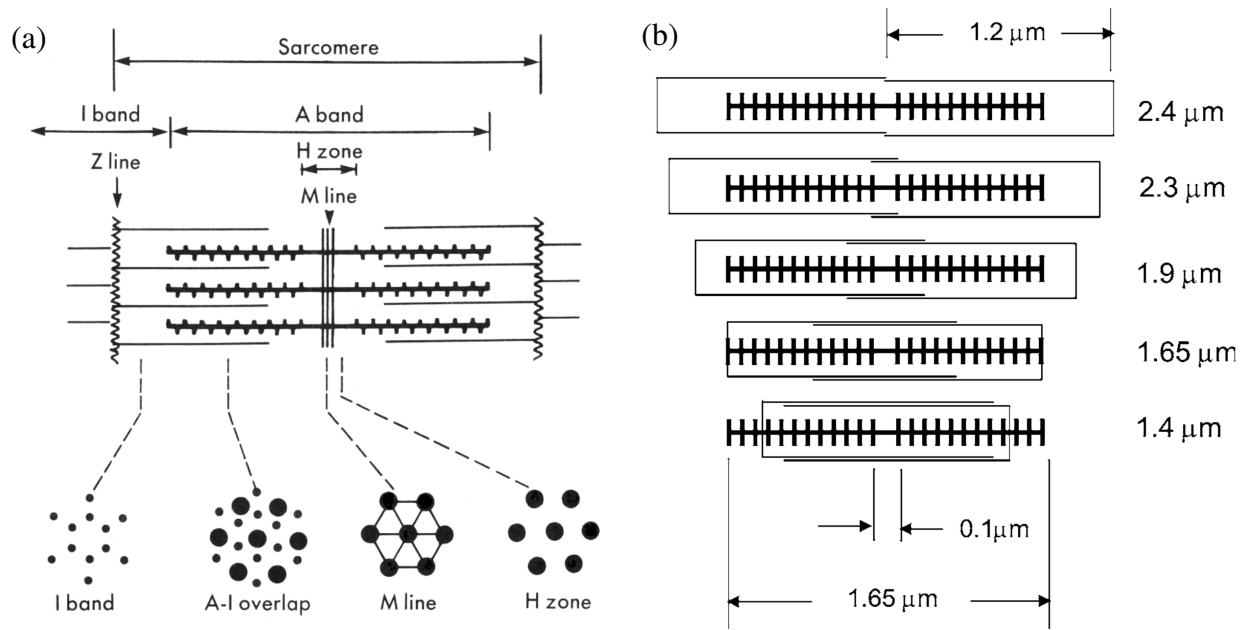 (a)
Sarcomere
I band
A band
H zone
Z line
M line
I band
A-I overlap
M line
H zone
(b)
1.2 μm
2.4 μm
2.3 μm
1.9 μm
1.65 μm
1.4 μm
0.1μm
1.65 μm